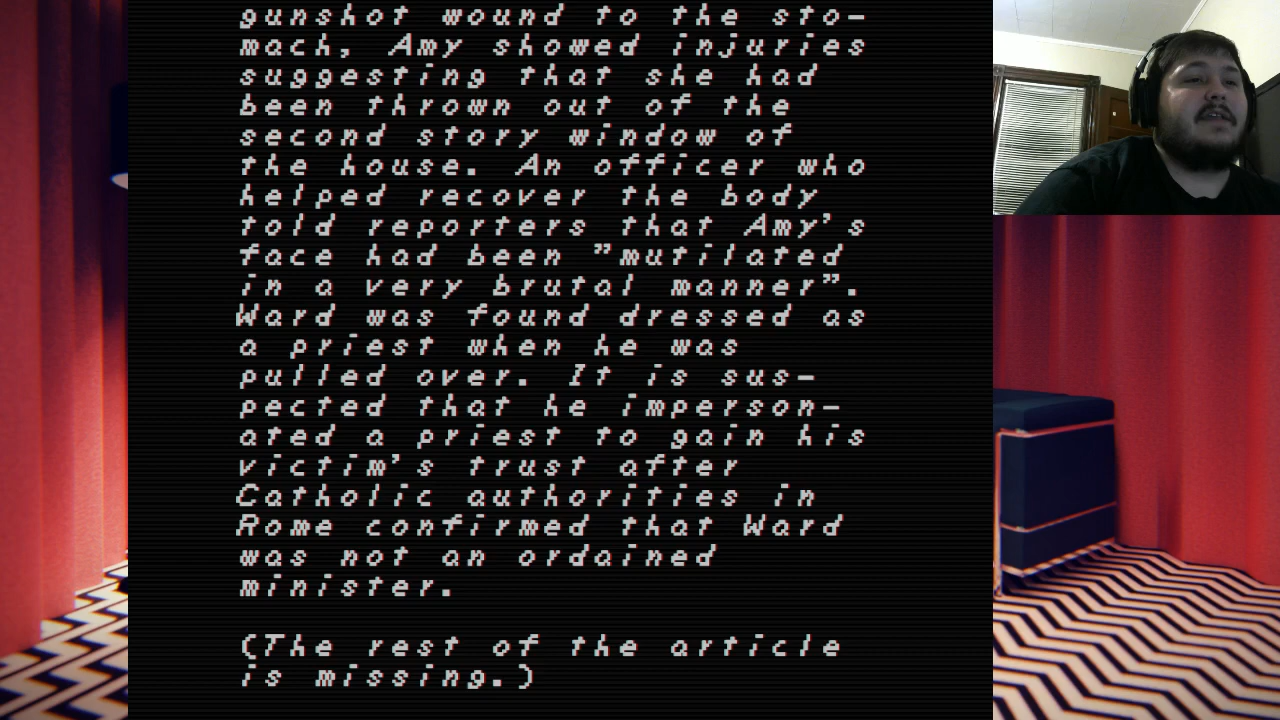 gunshot wound to the sto-
mach, Amy showed injuries
suggesting that she had
been thrown out of the
second story window of
the house. An officer who
helped recover the body
told reporters that Amy's
face had been "mutilated
in a very brutal manner".
Ward was found dressed as
a priest when he was
pulled over. It is sus-
pected that he imperson-
ated a priest to gain his
victim's trust after
Catholic authorities in
Rome confirmed that Ward
was not an ordained
minister.
(The rest of the article
is missing.)